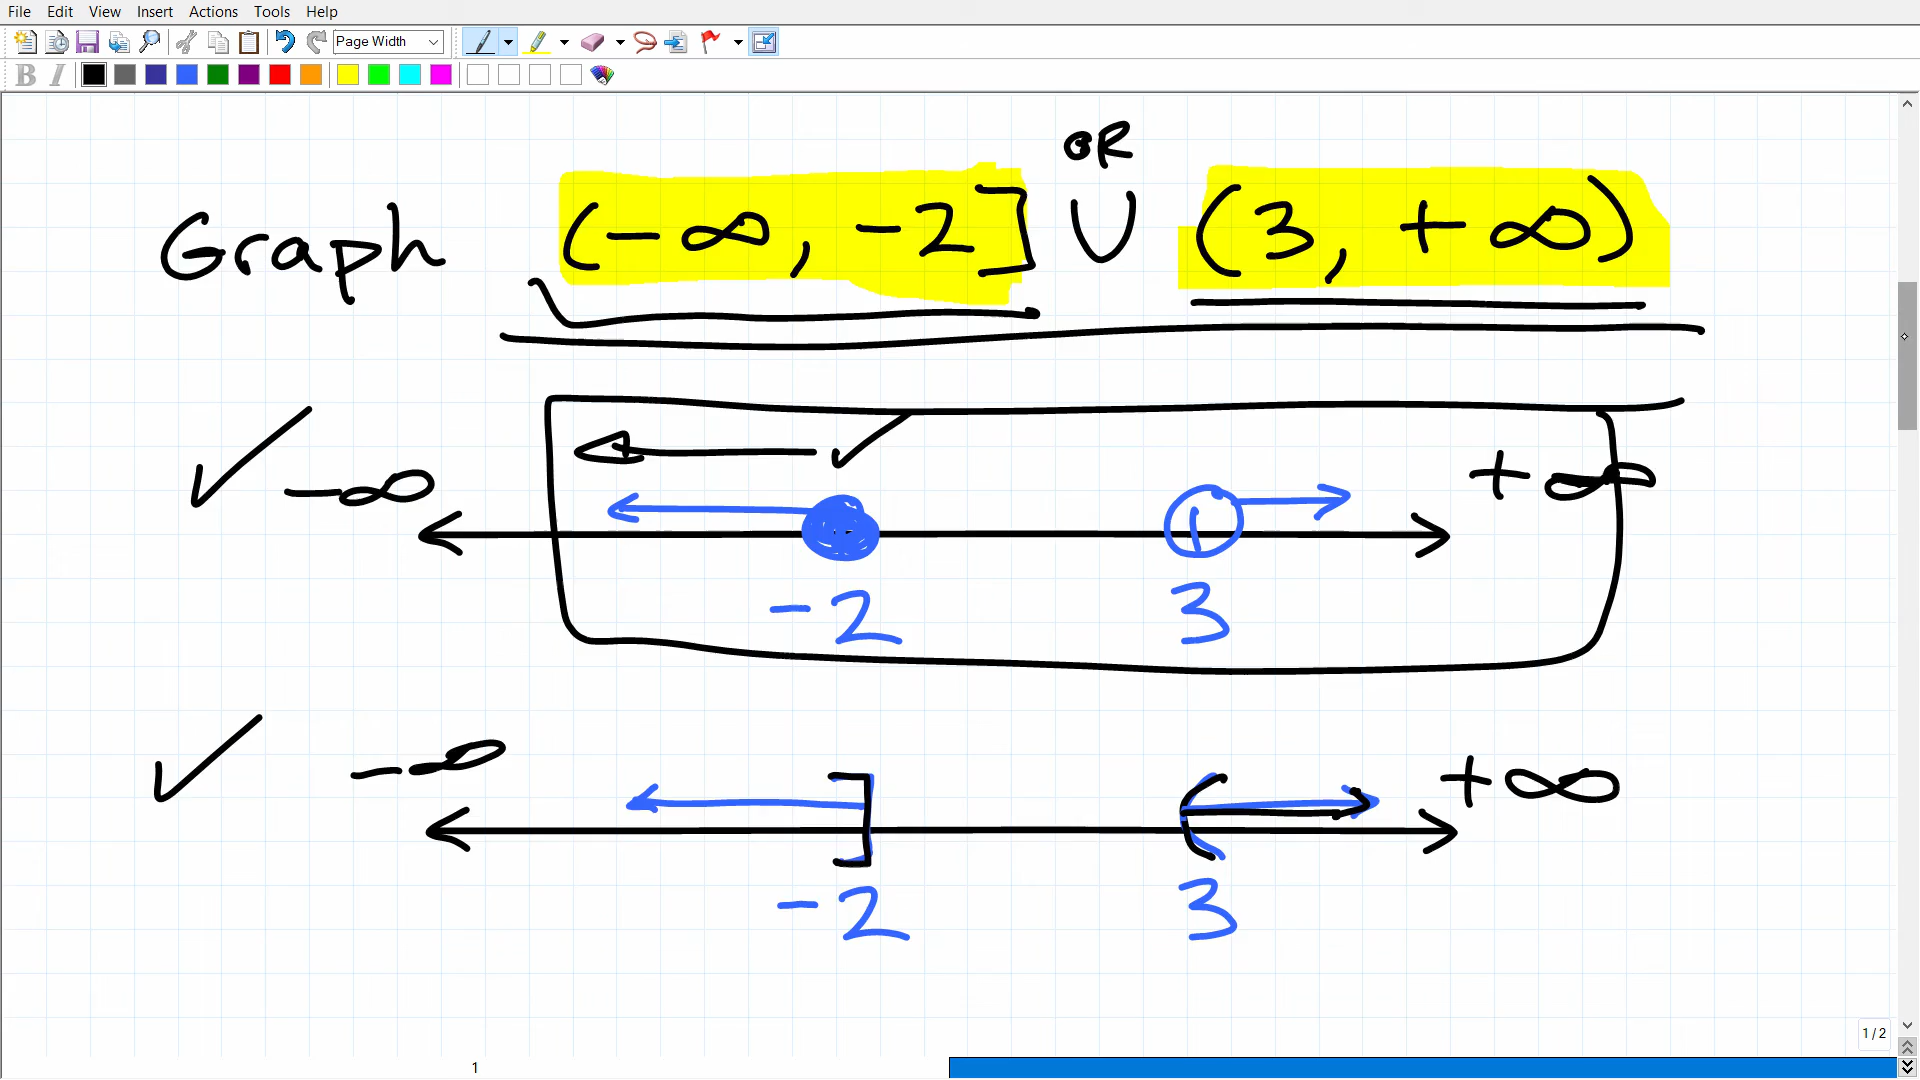 File Edit View Insert Actions Tools Help
Page Width
B I
OR
Graph (-∞, -2] ∪ (3, +∞)
-∞ +∞
-2 3
-∞ ] ( +∞
-2 3
1 / 2
1